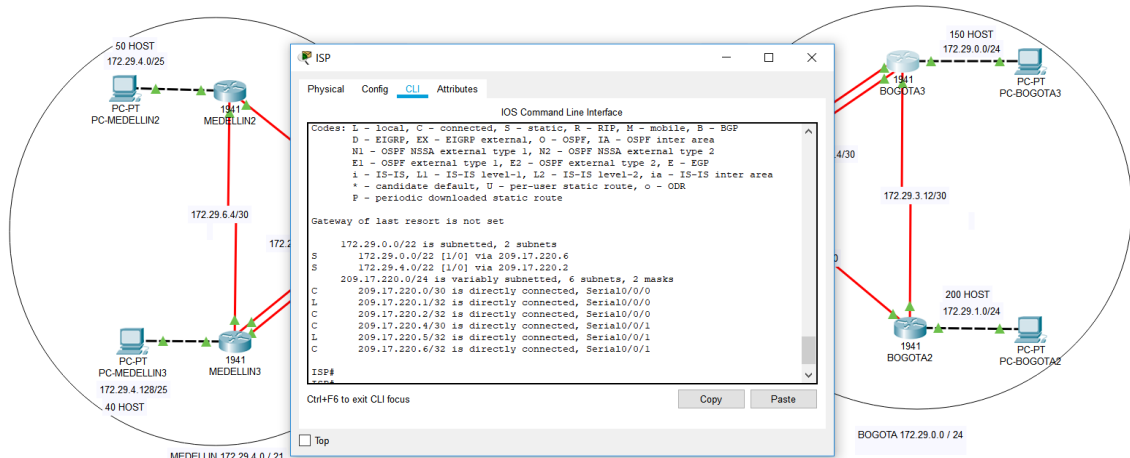 50 HOST
172.29.4.0/25
PC-PT
PC-MEDELLIN2
1941
MEDELLIN2
172.29.6.4/30
172.2
PC-PT
PC-MEDELLIN3
172.29.4.128/25
40 HOST
1941
MEDELLIN3
MEDELLIN 172.29.4.0 / 21
ISP
Physical Config CLI Attributes
IOS Command Line Interface
Codes: L - local, C - connected, S - static, R - RIP, M - mobile, B - BGP
D - EIGRP, EX - EIGRP external, O - OSPF, IA - OSPF inter area
N1 - OSPF NSSA external type 1, N2 - OSPF NSSA external type 2
E1 - OSPF external type 1, E2 - OSPF external type 2, E - EGP
i - IS-IS, L1 - IS-IS level-1, L2 - IS-IS level-2, ia - IS-IS inter area
* - candidate default, U - per-user static route, o - ODR
P - periodic downloaded static route
Gateway of last resort is not set
172.29.0.0/22 is subnetted, 2 subnets
S 172.29.0.0/22 [1/0] via 209.17.220.6
S 172.29.4.0/22 [1/0] via 209.17.220.2
209.17.220.0/24 is variably subnetted, 6 subnets, 2 masks
C 209.17.220.0/30 is directly connected, Serial0/0/0
L 209.17.220.1/32 is directly connected, Serial0/0/0
C 209.17.220.2/32 is directly connected, Serial0/0/0
C 209.17.220.4/30 is directly connected, Serial0/0/1
L 209.17.220.5/32 is directly connected, Serial0/0/1
C 209.17.220.6/32 is directly connected, Serial0/0/1
ISP#
ISP#
Ctrl+F6 to exit CLI focus
Copy
Paste
Top
150 HOST
172.29.0.0/24
1941
BOGOTA3
PC-PT
PC-BOGOTA3
.4/30
172.29.3.12/30
0
200 HOST
172.29.1.0/24
1941
BOGOTA2
PC-PT
PC-BOGOTA2
BOGOTA 172.29.0.0 / 24